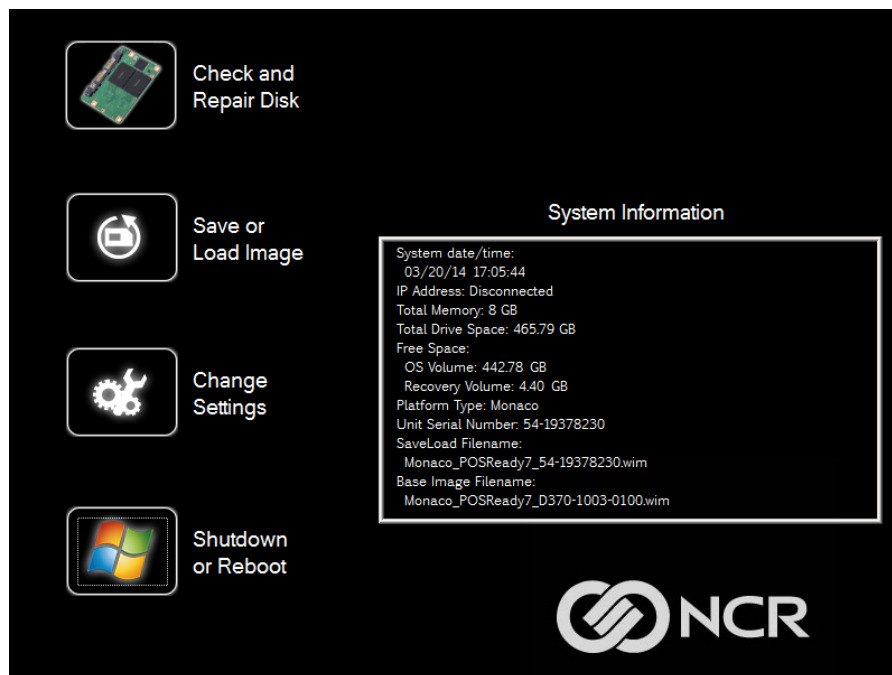 Check and
Repair Disk
Save or
Load Image
Change
Settings
Shutdown
or Reboot
System Information
System date/time:
03/20/14 17:05:44
IP Address: Disconnected
Total Memory: 8 GB
Total Drive Space: 465.79 GB
Free Space:
OS Volume: 442.78 GB
Recovery Volume: 4.40 GB
Platform Type: Monaco
Unit Serial Number: 54-19378230
SaveLoad Filename:
Monaco_POSReady7_54-19378230.wim
Base Image Filename:
Monaco_POSReady7_D370-1003-0100.wim
NCR